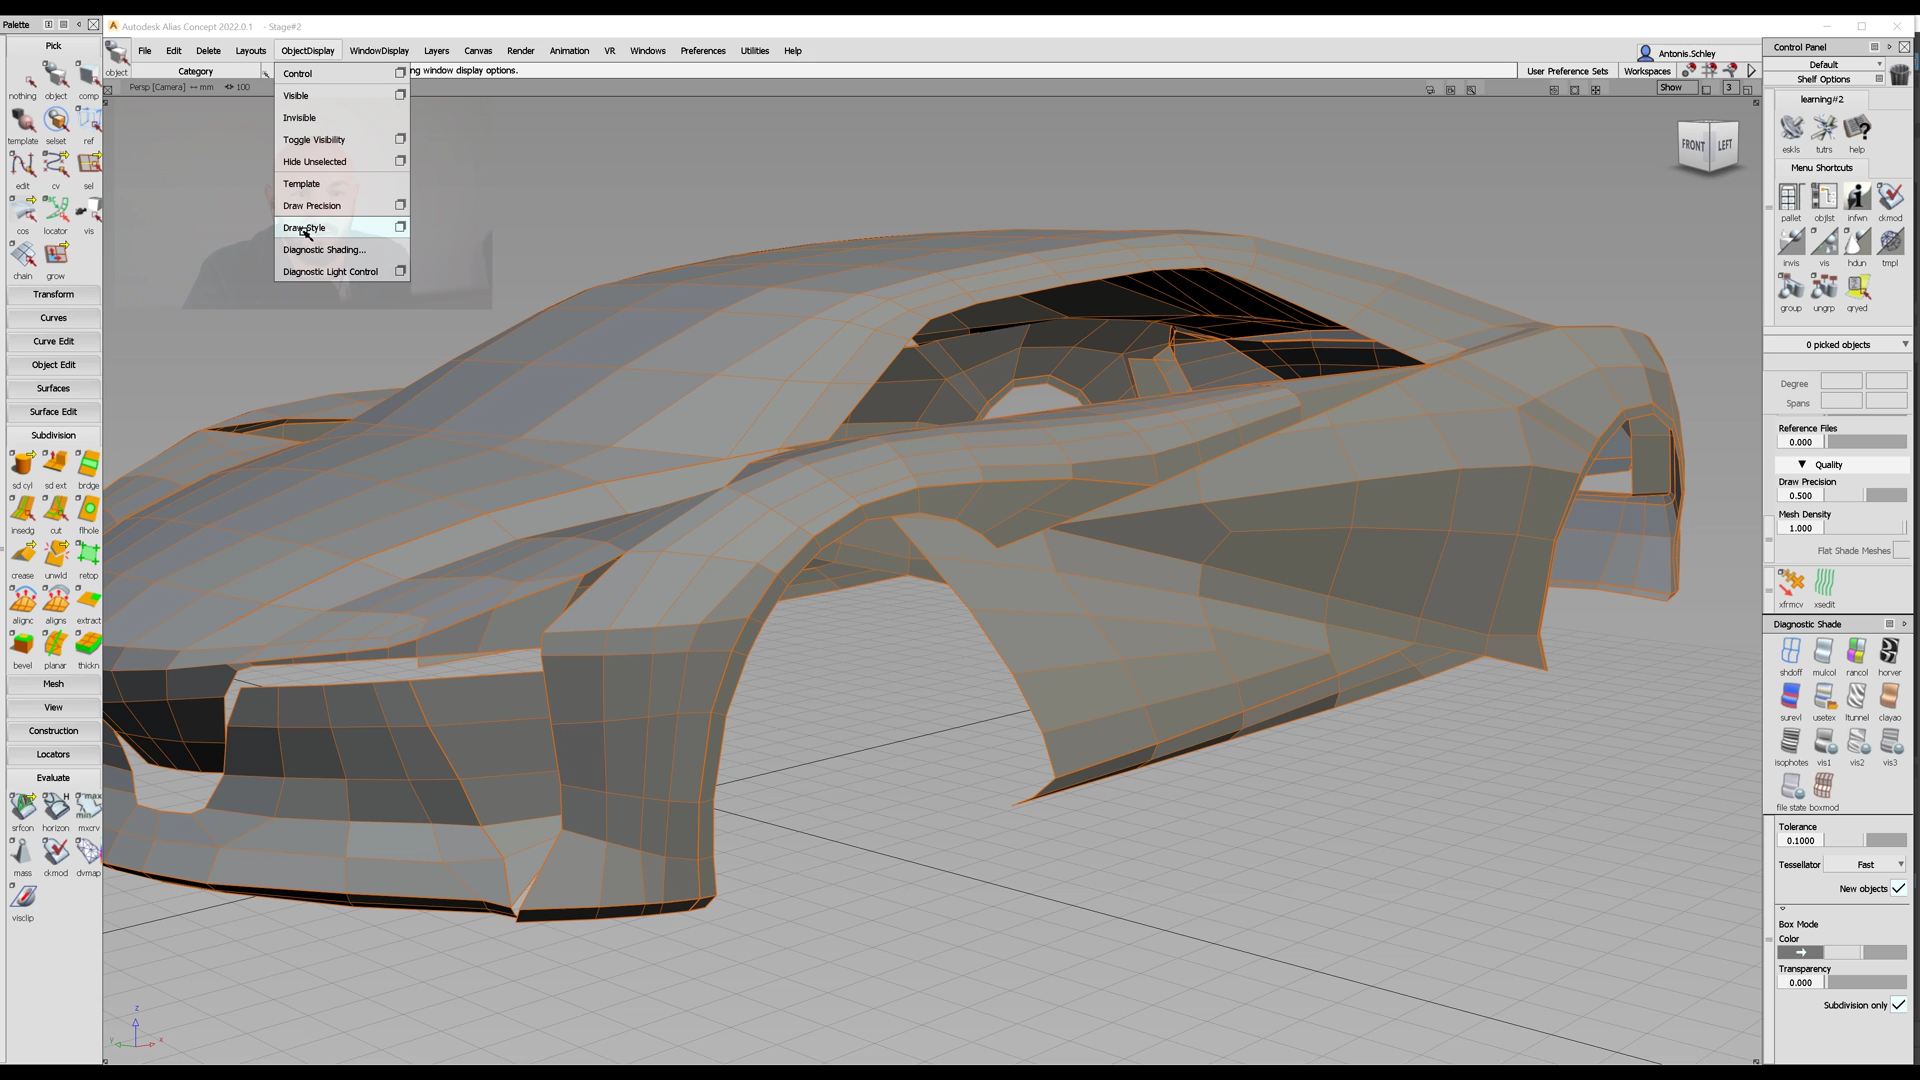 Palette
Autodesk Alias Concept 2022.0.1 - Stage#2
File Edit Delete Layouts ObjectDisplay WindowDisplay Layers Canvas Render Animation VR Windows Preferences Utilities Help
Antonis.Schley
object
Category
ng window display options.
User Preference Sets
Workspaces
Persp [Camera] -- mm 100
Show
3
Control
Visible
Invisible
Toggle Visibility
Hide Unselected
Template
Draw Precision
Draw Style
Diagnostic Shading...
Diagnostic Light Control
FRONT LEFT
Pick
nothing object comp
template selset ref
edit cv sel
cos locator vis
chain grow
Transform
Curves
Curve Edit
Object Edit
Surfaces
Surface Edit
Subdivision
sd cyl sd ext brdge
insedg cut flhole
crease unwld retop
alignc aligns extract
bevel planar thickn
Mesh
View
Construction
Locators
Evaluate
srfcon horizon mxcrv
mass ckmod dvmap
visclip
z
y x
Control Panel
Default
Shelf Options
learning#2
eskls tutrs help
Menu Shortcuts
pallet objlst infwn ckmod
invis vis hdun tmpl
group ungrp qryed
0 picked objects
Degree
Spans
Reference Files
0.000
Quality
Draw Precision
0.500
Mesh Density
1.000
Flat Shade Meshes
xfrmcv xsedit
Diagnostic Shade
shdoff mulcol rancol horver
surevl usetex ltunnel clayao
isophotes vis1 vis2 vis3
file state boxmod
Tolerance
0.1000
Tessellator Fast
New objects
Box Mode
Color
Transparency
0.000
Subdivision only